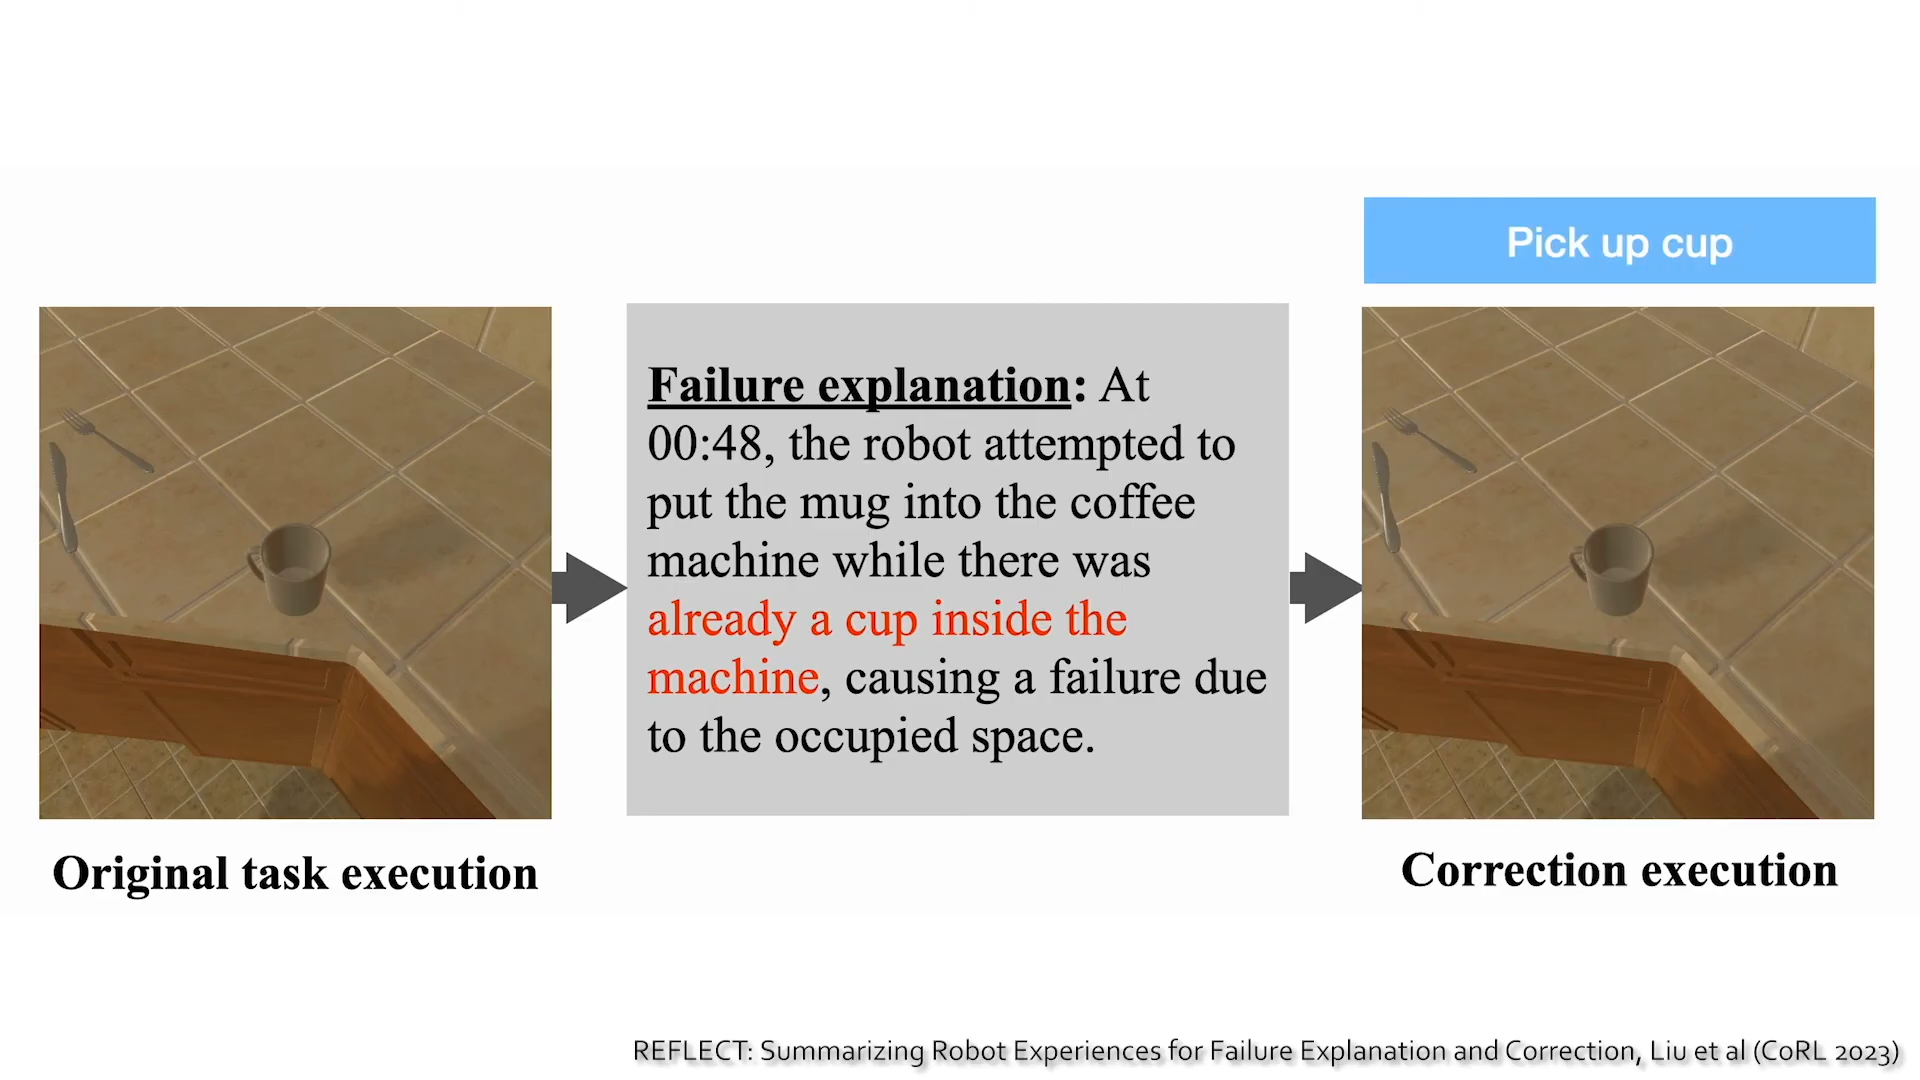 Pick up cup
Failure explanation: At
00:48, the robot attempted to
put the mug into the coffee
machine while there was
already a cup inside the
machine, causing a failure due
to the occupied space.
Original task execution
Correction execution
REFLECT: Summarizing Robot Experiences for Failure Explanation and Correction, Liu et al (CoRL 2023)